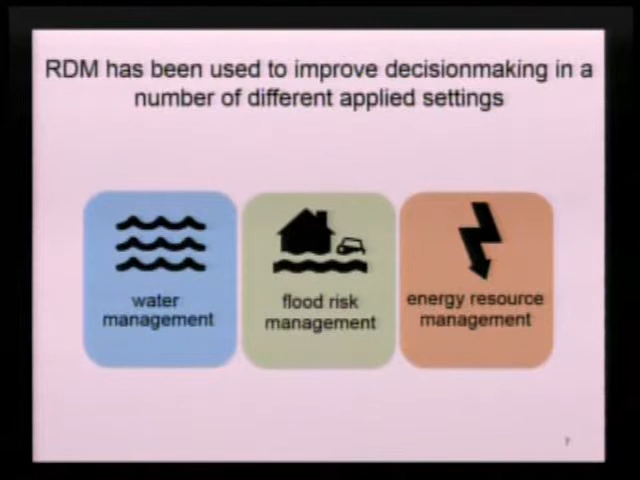 RDM has been used to improve decisionmaking in a
number of different applied settings
water
management
flood risk
management
energy resource
management
7